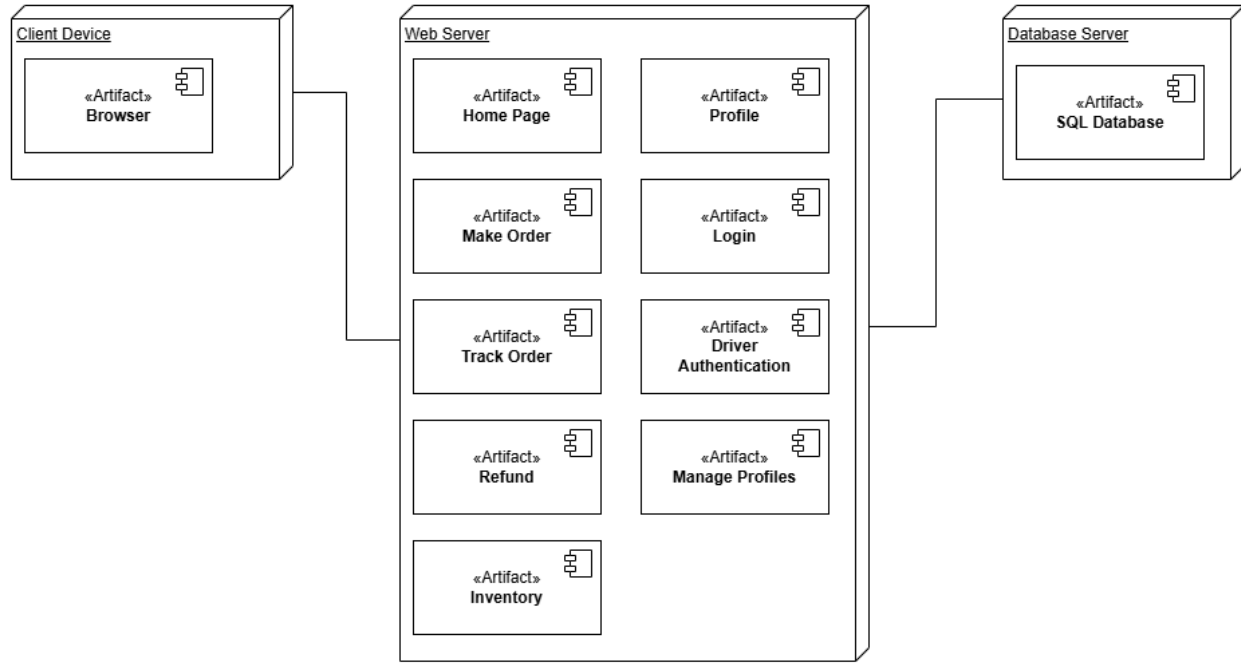 Client Device
«Artifact»
Browser
Web Server
«Artifact»
Home Page
«Artifact»
Profile
«Artifact»
Make Order
«Artifact»
Login
«Artifact»
Track Order
«Artifact»
Driver
Authentication
«Artifact»
Refund
«Artifact»
Manage Profiles
«Artifact»
Inventory
Database Server
«Artifact»
SQL Database